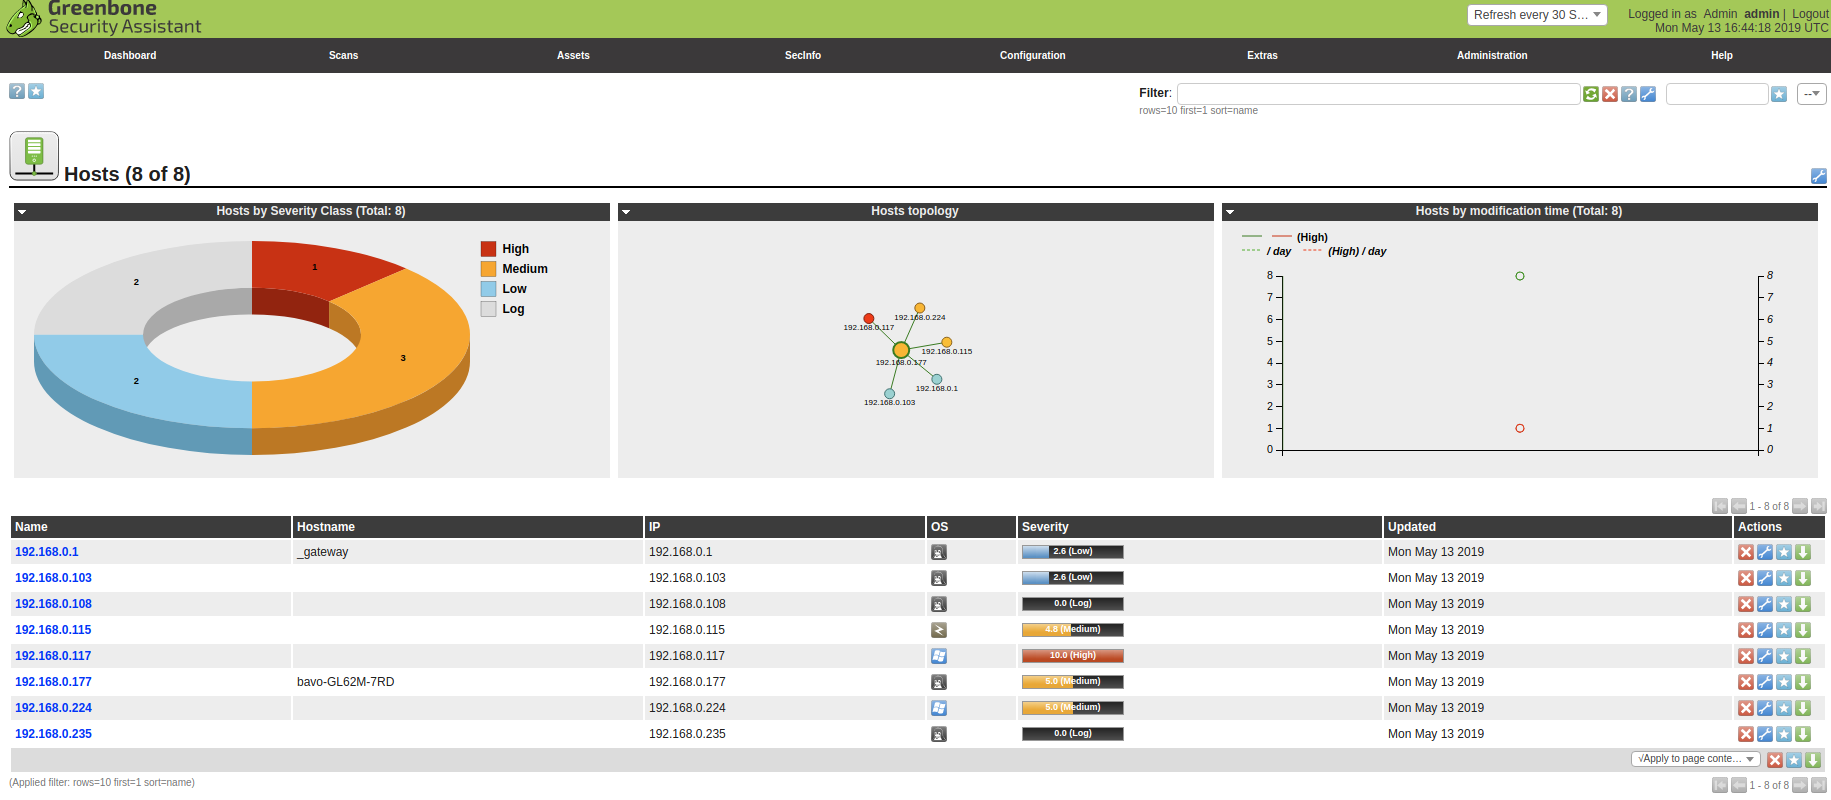 Greenbone
Security Assistant
Refresh every 30 S...
Logged in as Admin admin | Logout
Mon May 13 16:44:18 2019 UTC
Dashboard Scans Assets SecInfo Configuration Extras Administration Help
Filter:
--
rows=10 first=1 sort=name
Hosts (8 of 8)
Hosts by Severity Class (Total: 8)
1
2
3
2
High
Medium
Low
Log
Hosts topology
192.168.0.224
192.168.0.117
192.168.0.115
192.168.0.177
192.168.0.1
192.168.0.103
Hosts by modification time (Total: 8)
(High)
/ day (High) / day
8 8
7 7
6 6
5 5
4 4
3 3
2 2
1 1
0 0
1 - 8 of 8
Name Hostname IP OS Severity Updated Actions
192.168.0.1 _gateway 192.168.0.1 2.6 (Low) Mon May 13 2019
192.168.0.103 192.168.0.103 2.6 (Low) Mon May 13 2019
192.168.0.108 192.168.0.108 0.0 (Log) Mon May 13 2019
192.168.0.115 192.168.0.115 4.8 (Medium) Mon May 13 2019
192.168.0.117 192.168.0.117 10.0 (High) Mon May 13 2019
192.168.0.177 bavo-GL62M-7RD 192.168.0.177 5.0 (Medium) Mon May 13 2019
192.168.0.224 192.168.0.224 5.0 (Medium) Mon May 13 2019
192.168.0.235 192.168.0.235 0.0 (Log) Mon May 13 2019
√Apply to page conte...
(Applied filter: rows=10 first=1 sort=name)
1 - 8 of 8